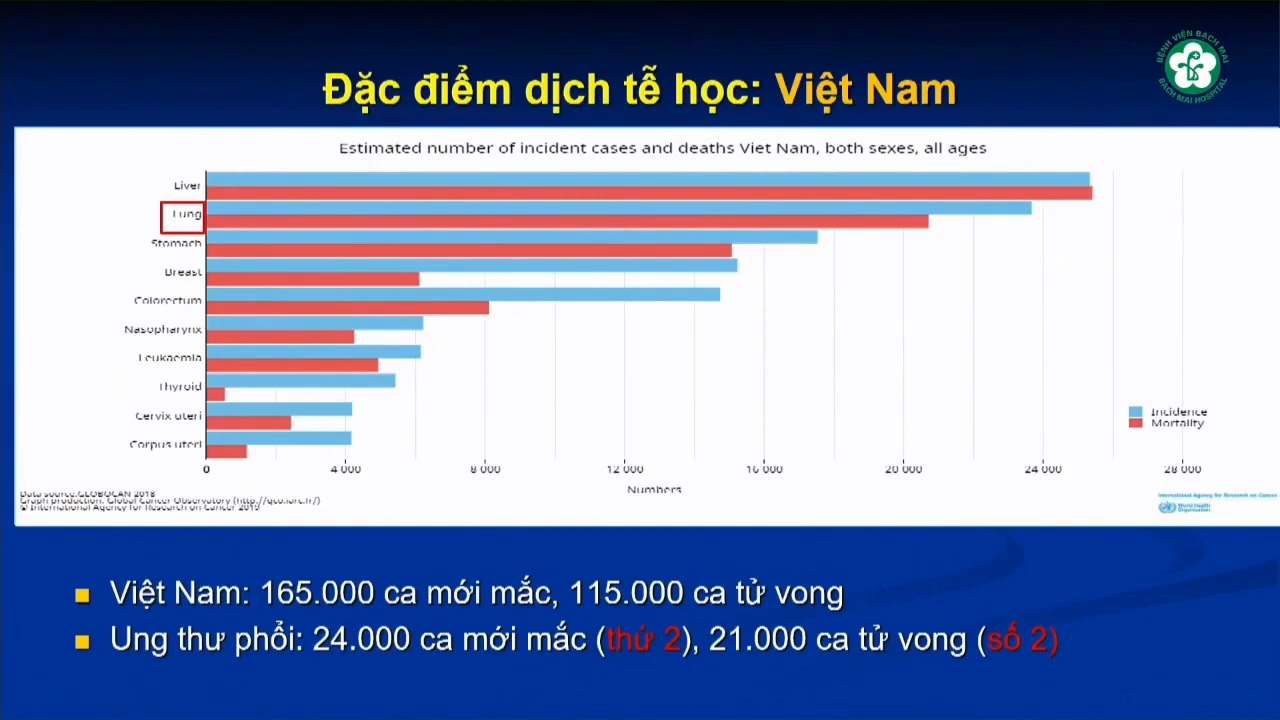 BỆNH VIỆN BẠCH MAI
BACH MAI HOSPITAL
Đặc điểm dịch tễ học: Việt Nam
Estimated number of incident cases and deaths Viet Nam, both sexes, all ages
Liver
Lung
Stomach
Breast
Colorectum
Nasopharynx
Leukaemia
Thyroid
Cervix uteri
Corpus uteri
Incidence
Mortality
0 4 000 8 000 12 000 16 000 20 000 24 000 28 000
Numbers
Data source:GLOBOCAN 2018
Graph production: Global Cancer Observatory (http://gco.iarc.fr/)
© International Agency for Research on Cancer 2019
International Agency for Research on Cancer
World Health
Organization
Việt Nam: 165.000 ca mới mắc, 115.000 ca tử vong
Ung thư phổi: 24.000 ca mới mắc (thứ 2), 21.000 ca tử vong (số 2)